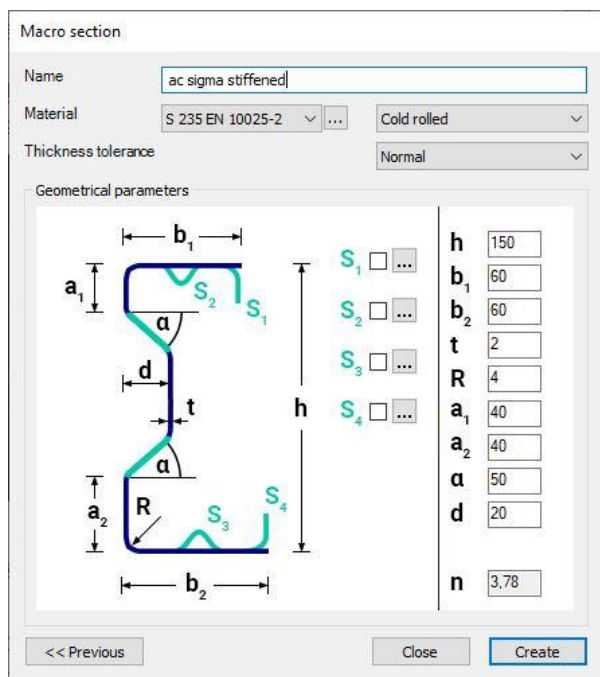 Macro section
Name ac sigma stiffened
Material S 235 EN 10025-2 ... Cold rolled
Thickness tolerance Normal
Geometrical parameters
b1
a1
S2
S1
α
d
t
h
α
a2
R
S3
S4
b2
S1 ...
S2 ...
S3 ...
S4 ...
h 150
b1 60
b2 60
t 2
R 4
a1 40
a2 40
α 50
d 20
n 3,78
<< Previous Close Create